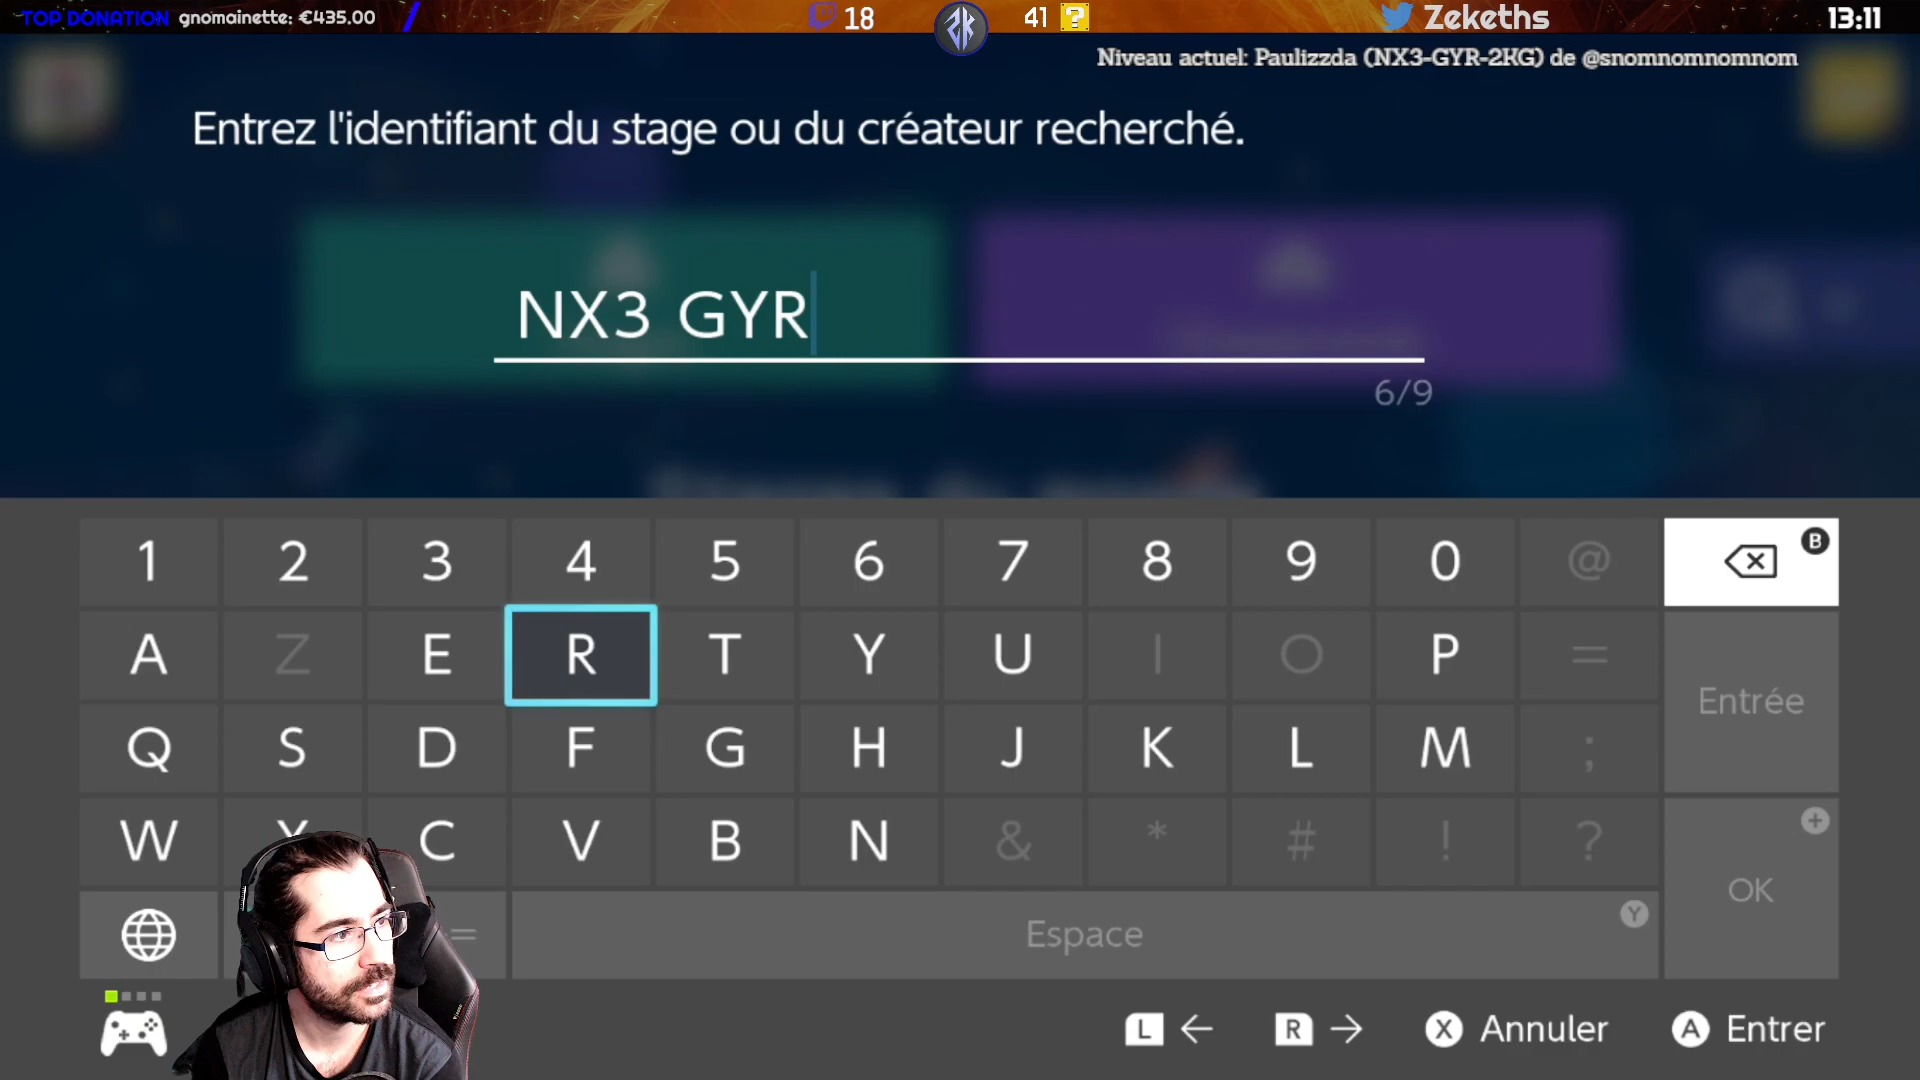 TOP DONATION gnomainette: €435.00 18 41 ? Zekeths 13:11
Niveau actuel: Paulizzda (NX3-GYR-2KG) de @snomnomnomnom
Entrez l'identifiant du stage ou du créateur recherché.
NX3 GYR
6/9
1 2 3 4 5 6 7 8 9 0 @ B
A Z E R T Y U I O P = Entrée
Q S D F G H J K L M ;
W X C V B N & * # ! ? + OK
= Espace Y
L ← R → X Annuler A Entrer